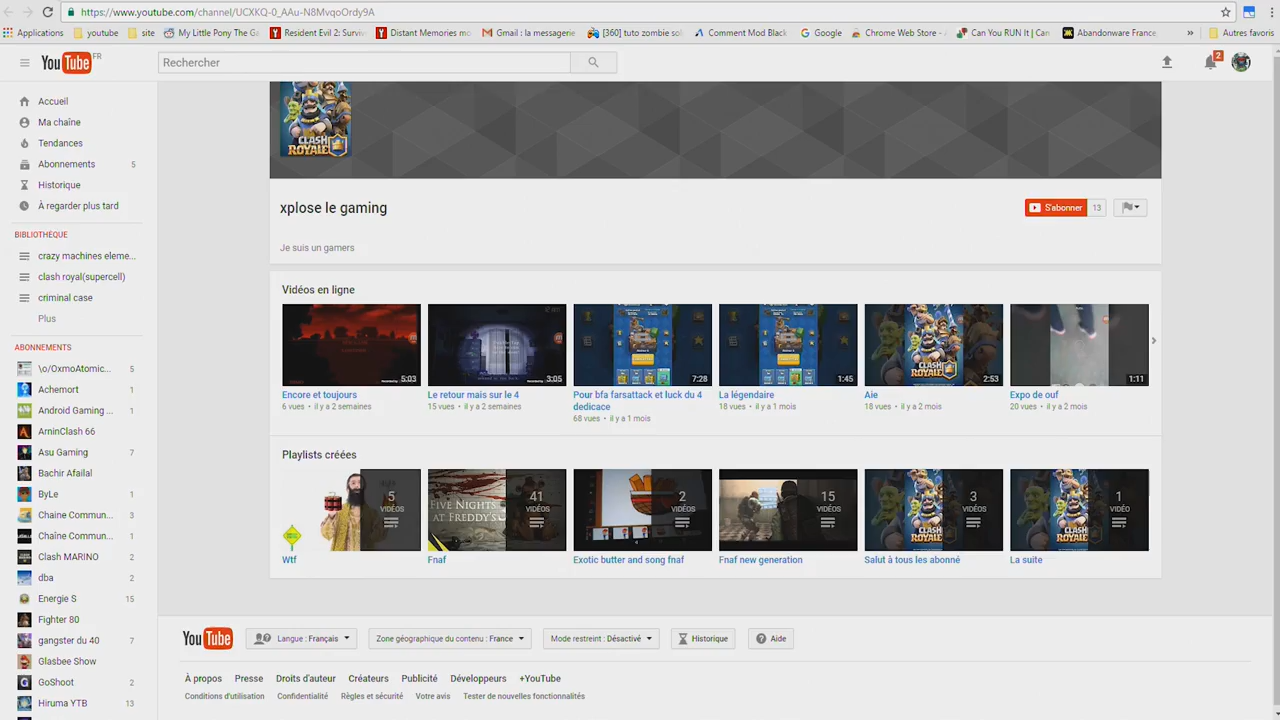 https://www.youtube.com/channel/UCXKQ-0_AAu-N8MvqoOrdy9A
Applications youtube site My Little Pony The Ga Resident Evil 2: Surviv Distant Memories mo Gmail : la messagerie [360] tuto zombie sol Comment Mod Black Google Chrome Web Store - Can You RUN It | Can Abandonware France » Autres favoris
YouTube FR
Rechercher
2
Accueil
Ma chaîne
Tendances
Abonnements 5
Historique
À regarder plus tard
BIBLIOTHÈQUE
crazy machines eleme...
clash royal(supercell)
criminal case
Plus
ABONNEMENTS
\o/OxmoAtomic... 5
Achemort 1
Android Gaming ... 2
ArninClash 66
Asu Gaming 7
Bachir Afailal
ByLe 1
Chaine Commun... 3
Chaîne Commun... 1
Clash MARINO 2
dba 2
Energie S 15
Fighter 80
gangster du 40 7
Glasbee Show
GoShoot 2
Hiruma YTB 13
CLASH
ROYALE
xplose le gaming
S'abonner 13
Je suis un gamers
Vidéos en ligne
5:03
Encore et toujours
6 vues • il y a 2 semaines
3:05
Le retour mais sur le 4
15 vues • il y a 2 semaines
7:28
Pour bfa farsattack et luck du 4
dedicace
68 vues • il y a 1 mois
1:45
La légendaire
18 vues • il y a 1 mois
CLASH
ROYALE
2:53
Aie
18 vues • il y a 2 mois
1:11
Expo de ouf
20 vues • il y a 2 mois
Playlists créées
5
VIDÉOS
Wtf
FIVE NIGHTS
AT FREDDY'S
41
VIDÉOS
Fnaf
2
VIDÉOS
Exotic butter and song fnaf
15
VIDÉOS
Fnaf new generation
CLASH
ROYALE
3
VIDÉOS
Salut à tous les abonné
CLASH
ROYALE
1
VIDÉO
La suite
YouTube
Langue : Français
Zone géographique du contenu : France
Mode restreint : Désactivé
Historique
Aide
À propos Presse Droits d'auteur Créateurs Publicité Développeurs +YouTube
Conditions d'utilisation Confidentialité Règles et sécurité Votre avis Tester de nouvelles fonctionnalités